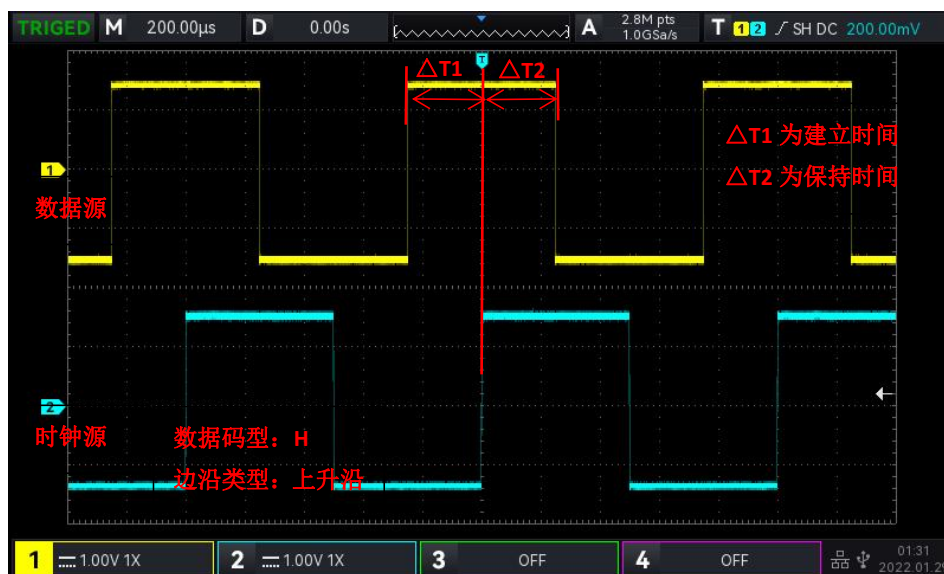 TRIGED M 200.00μs D 0.00s A 2.8M pts 1.0GSa/s T 1 2 SH DC 200.00mV
T
△T1 △T2
△T1 为建立时间
1
△T2 为保持时间
数据源
2
时钟源 数据码型：H
边沿类型：上升沿
1 1.00V 1X 2 1.00V 1X 3 OFF 4 OFF 01:31
2022.01.29